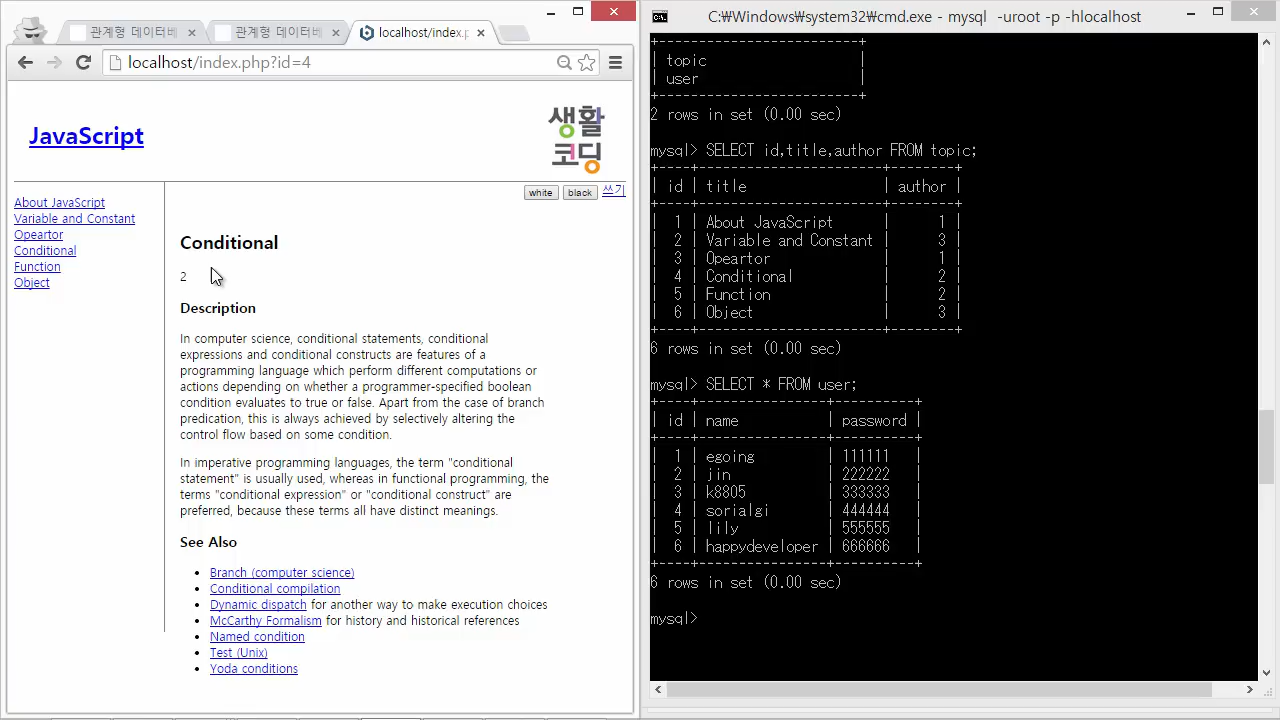 관계형 데이터베
관계형 데이터베
localhost/index.p
localhost/index.php?id=4
JavaScript
생활
코딩
white
black
쓰기
About JavaScript
Variable and Constant
Opeartor
Conditional
Function
Object
Conditional
2
Description
In computer science, conditional statements, conditional
expressions and conditional constructs are features of a
programming language which perform different computations or
actions depending on whether a programmer-specified boolean
condition evaluates to true or false. Apart from the case of branch
predication, this is always achieved by selectively altering the
control flow based on some condition.
In imperative programming languages, the term "conditional
statement" is usually used, whereas in functional programming, the
terms "conditional expression" or "conditional construct" are
preferred, because these terms all have distinct meanings.
See Also
Branch (computer science)
Conditional compilation
Dynamic dispatch for another way to make execution choices
McCarthy Formalism for history and historical references
Named condition
Test (Unix)
Yoda conditions
C:₩Windows₩system32₩cmd.exe - mysql -uroot -p -hlocalhost
+-----------------------+
| topic |
| user |
+-----------------------+
2 rows in set (0.00 sec)
mysql> SELECT id,title,author FROM topic;
+----+-----------------------+--------+
| id | title | author |
+----+-----------------------+--------+
| 1 | About JavaScript | 1 |
| 2 | Variable and Constant | 3 |
| 3 | Opeartor | 1 |
| 4 | Conditional | 2 |
| 5 | Function | 2 |
| 6 | Object | 3 |
+----+-----------------------+--------+
6 rows in set (0.00 sec)
mysql> SELECT * FROM user;
+----+----------------+----------+
| id | name | password |
+----+----------------+----------+
| 1 | egoing | 111111 |
| 2 | jin | 222222 |
| 3 | k8805 | 333333 |
| 4 | sorialgi | 444444 |
| 5 | lily | 555555 |
| 6 | happydeveloper | 666666 |
+----+----------------+----------+
6 rows in set (0.00 sec)
mysql>